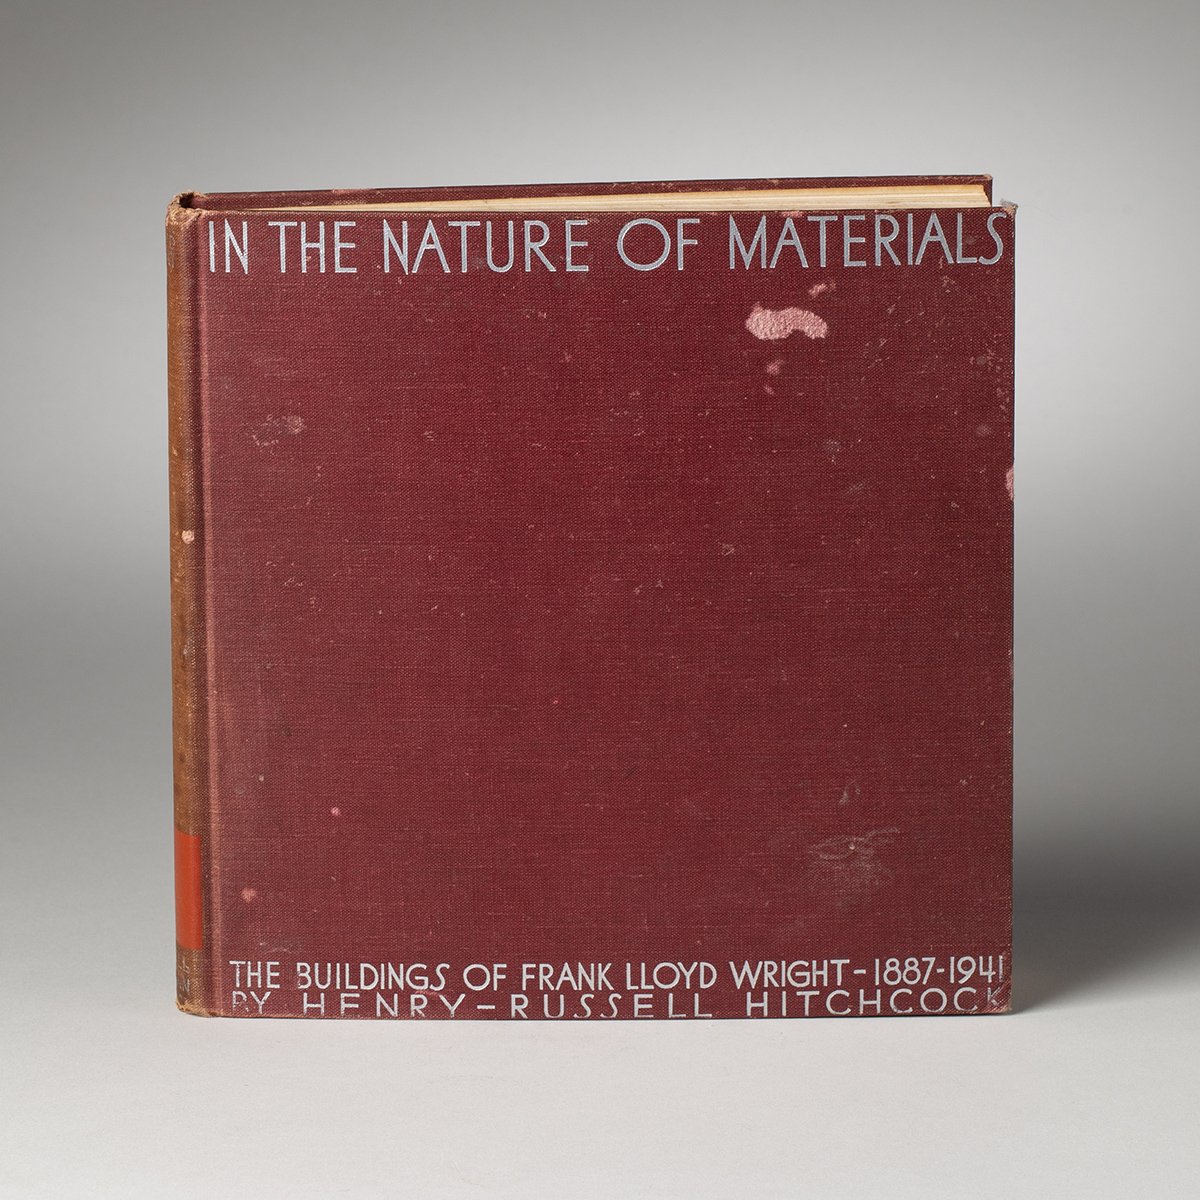 IN THE NATURE OF MATERIALS
THE BUILDINGS OF FRANK LLOYD WRIGHT-1887-1941
BY HENRY-RUSSELL HITCHCOCK